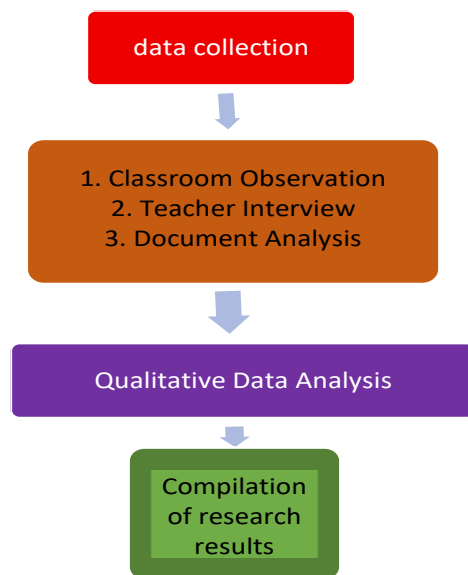 data collection
1. Classroom Observation
2. Teacher Interview
3. Document Analysis
Qualitative Data Analysis
Compilation
of research
results